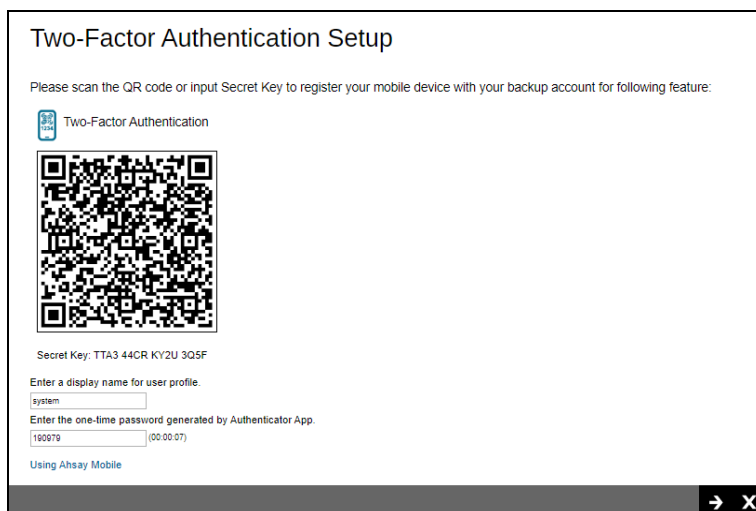 Two-Factor Authentication Setup
Please scan the QR code or input Secret Key to register your mobile device with your backup account for following feature:
1234
Two-Factor Authentication
Secret Key: TTA3 44CR KY2U 3Q5F
Enter a display name for user profile.
system
Enter the one-time password generated by Authenticator App.
190979 (00:00:07)
Using Ahsay Mobile